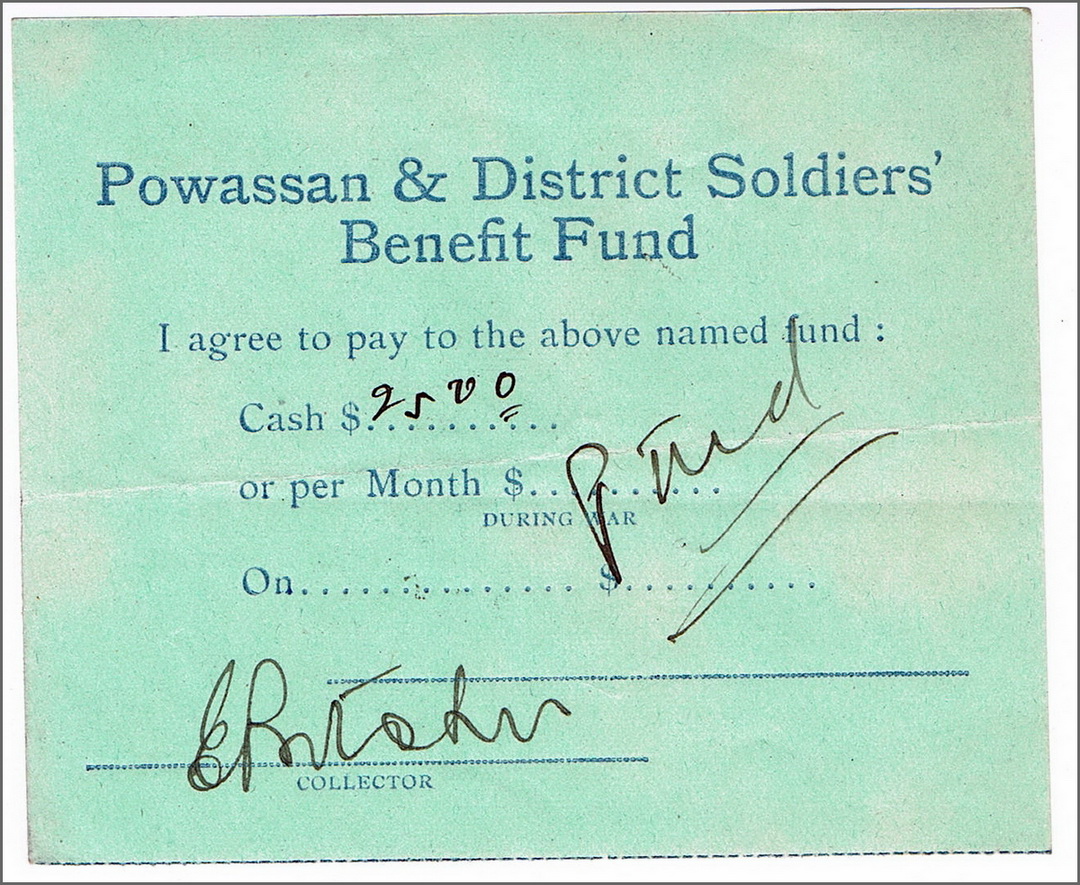 Powassan & District Soldiers'
Benefit Fund
I agree to pay to the above named fund :
Cash $ 25 00
or per Month $..........
DURING WAR
Paid
On............... $...........
COLLECTOR